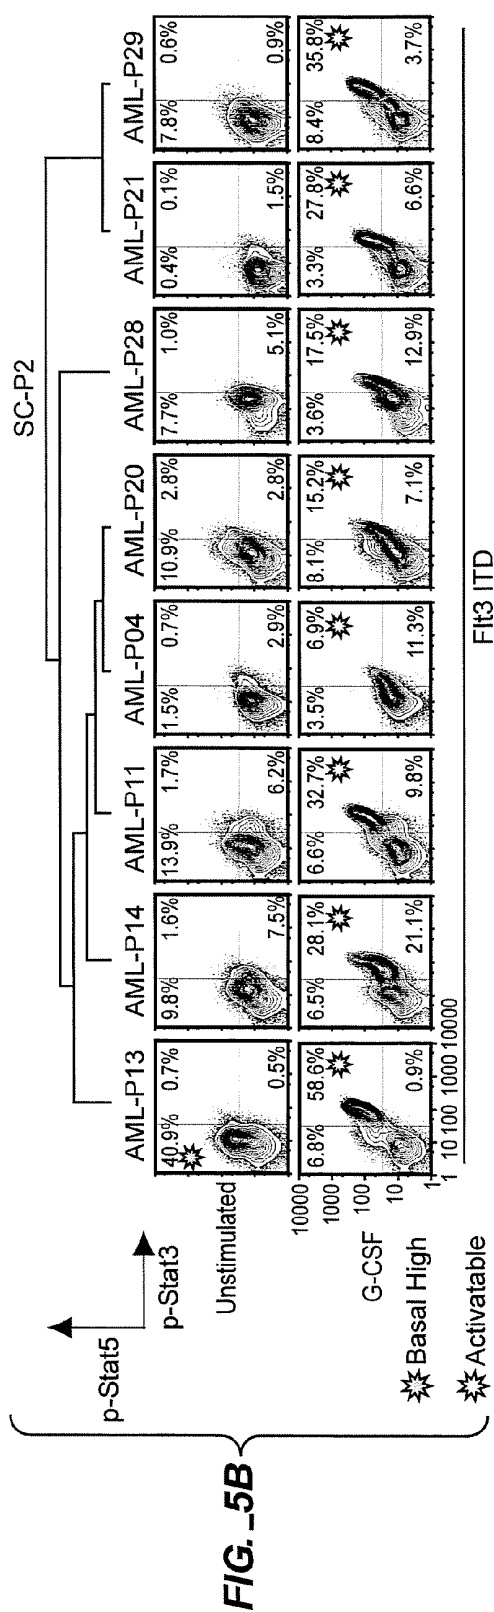 FIG._5B
SC-P2
AML-P13 AML-P14 AML-P11 AML-P04 AML-P20 AML-P28 AML-P21 AML-P29
p-Stat5
p-Stat3
Unstimulated
40.9% 0.7% 9.8% 1.6% 13.9% 1.7% 1.5% 0.7% 10.9% 2.8% 7.7% 1.0% 0.4% 0.1% 7.8% 0.6%
0.5% 7.5% 6.2% 2.9% 2.8% 5.1% 1.5% 0.9%
G-CSF
10000
1000
100
10
1
6.8% 58.6% 6.5% 28.1% 6.6% 32.7% 3.5% 6.9% 8.1% 15.2% 3.6% 17.5% 3.3% 27.8% 8.4% 35.8%
0.9% 21.1% 9.8% 11.3% 7.1% 12.9% 6.6% 3.7%
1 10 100 1000 10000
Basal High
Activatable
Flt3 ITD